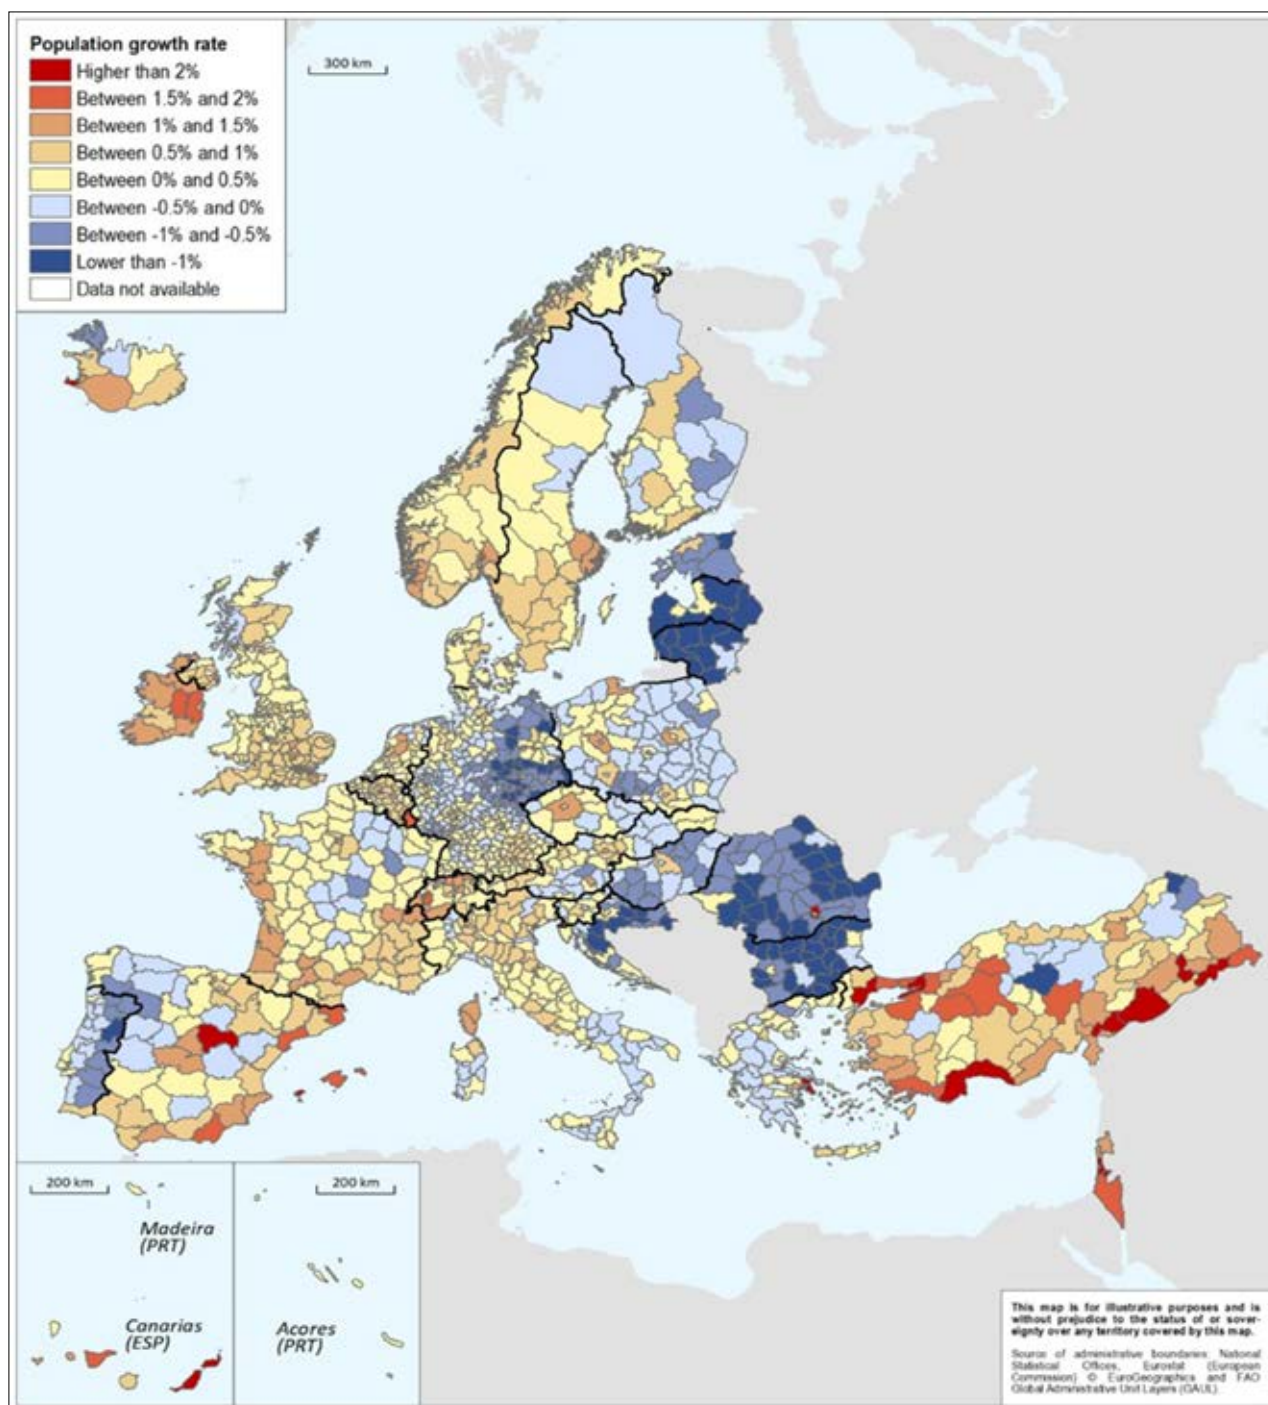 Population growth rate
Higher than 2%
Between 1.5% and 2%
Between 1% and 1.5%
Between 0.5% and 1%
Between 0% and 0.5%
Between -0.5% and 0%
Between -1% and -0.5%
Lower than -1%
Data not available
300 km
200 km
Madeira
(PRT)
Canarias
(ESP)
200 km
Acores
(PRT)
This map is for illustrative purposes and is
without prejudice to the status of or sover-
eignty over any territory covered by this map.
Source of administrative boundaries: National
Statistical Offices, Eurostat (European
Commission) © EuroGeographics and FAO
Global Administrative Unit Layers (GAUL).